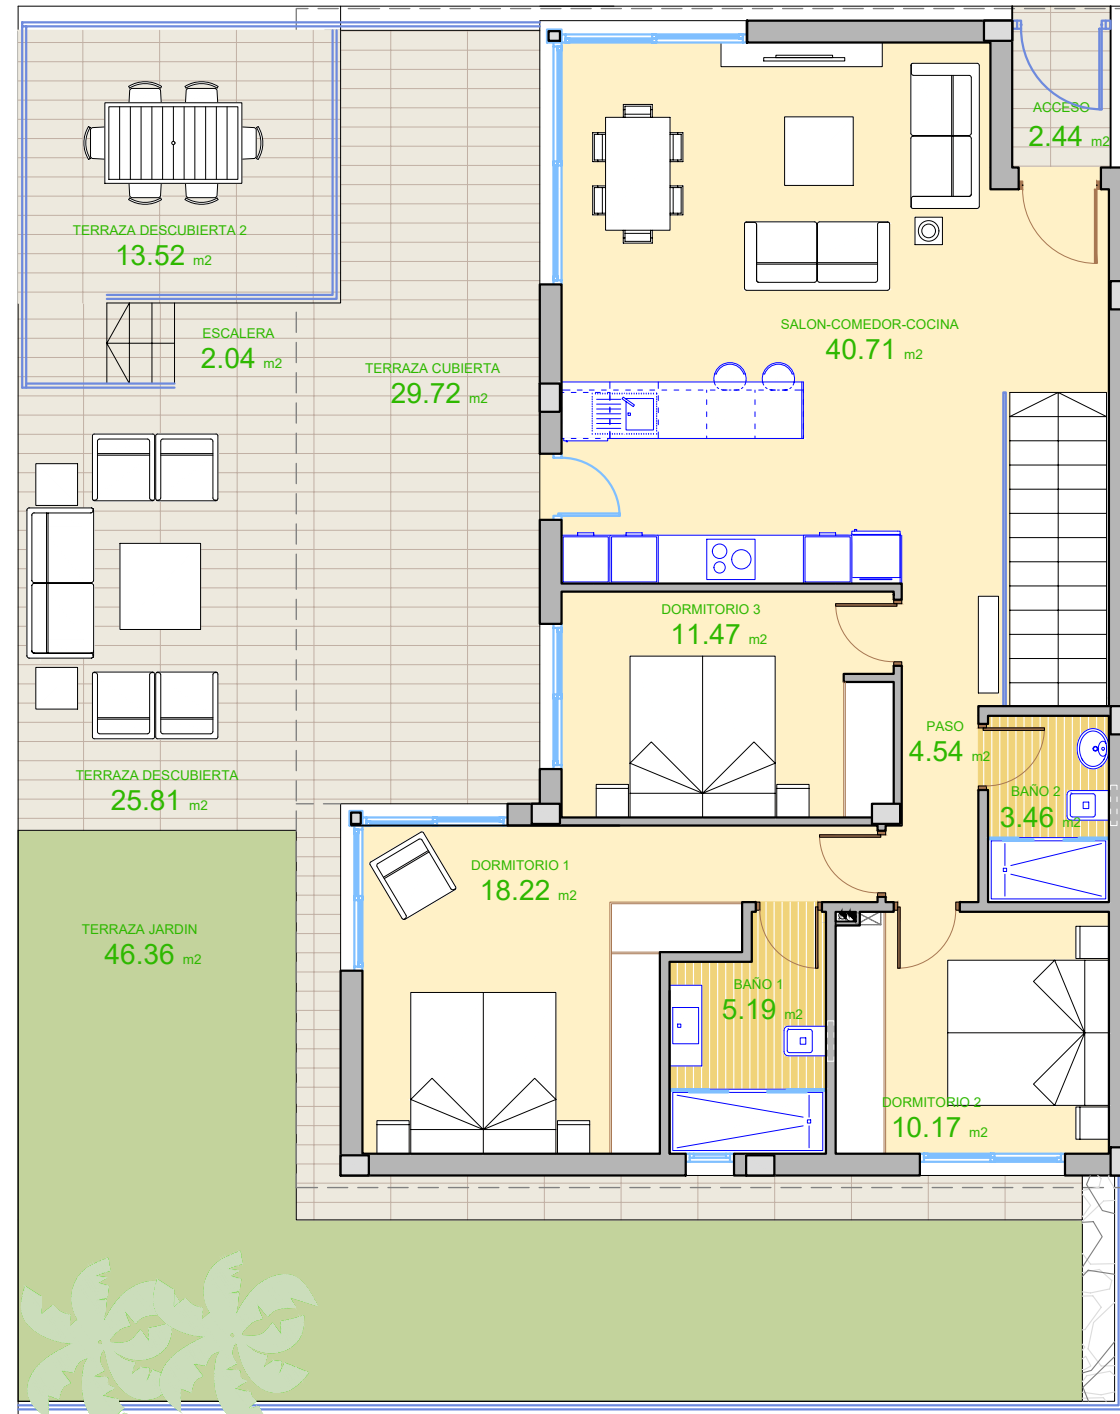 ACCESO
2.44 m2
TERRAZA DESCUBIERTA 2
13.52 m2
ESCALERA
2.04 m2
TERRAZA CUBIERTA
29.72 m2
SALON-COMEDOR-COCINA
40.71 m2
DORMITORIO 3
11.47 m2
PASO
4.54 m2
BAÑO 2
3.46 m2
TERRAZA DESCUBIERTA
25.81 m2
DORMITORIO 1
18.22 m2
TERRAZA JARDIN
46.36 m2
BAÑO 1
5.19 m2
DORMITORIO 2
10.17 m2